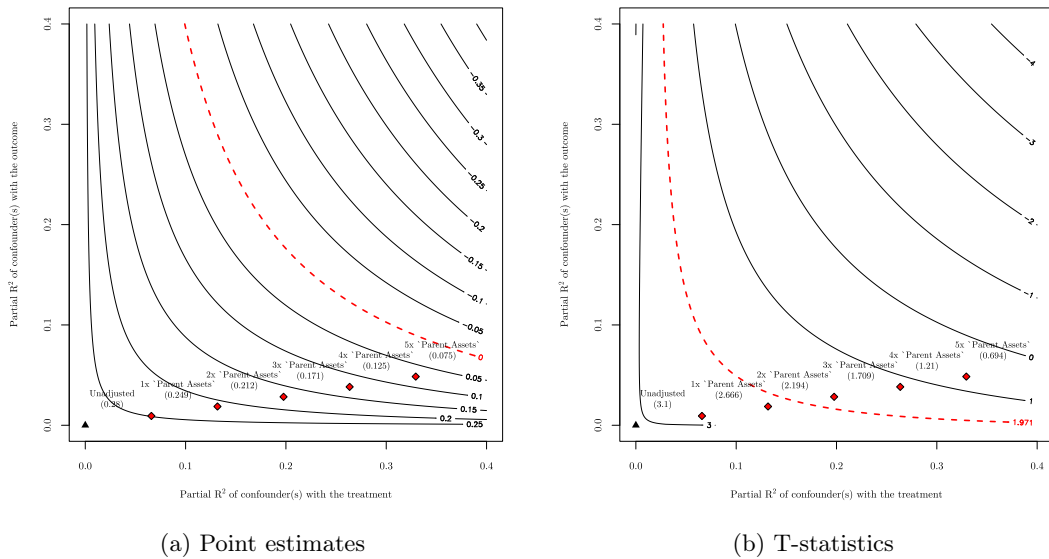 0.4
0.3
0.2
0.1
0.0
Partial R² of confounder(s) with the outcome
-0.35
-0.3
-0.25
-0.2
-0.15
-0.1
-0.05
0
0.05
0.1
0.15
0.2
0.25
Unadjusted
(0.28)
1x `Parent Assets`
(0.249)
2x `Parent Assets`
(0.212)
3x `Parent Assets`
(0.171)
4x `Parent Assets`
(0.125)
5x `Parent Assets`
(0.075)
0.0 0.1 0.2 0.3 0.4
Partial R² of confounder(s) with the treatment
(a) Point estimates
0.4
0.3
0.2
0.1
0.0
Partial R² of confounder(s) with the outcome
-4
-3
-2
-1
0
1
1.971
3
Unadjusted
(3.1)
1x `Parent Assets`
(2.666)
2x `Parent Assets`
(2.194)
3x `Parent Assets`
(1.709)
4x `Parent Assets`
(1.21)
5x `Parent Assets`
(0.694)
0.0 0.1 0.2 0.3 0.4
Partial R² of confounder(s) with the treatment
(b) T-statistics